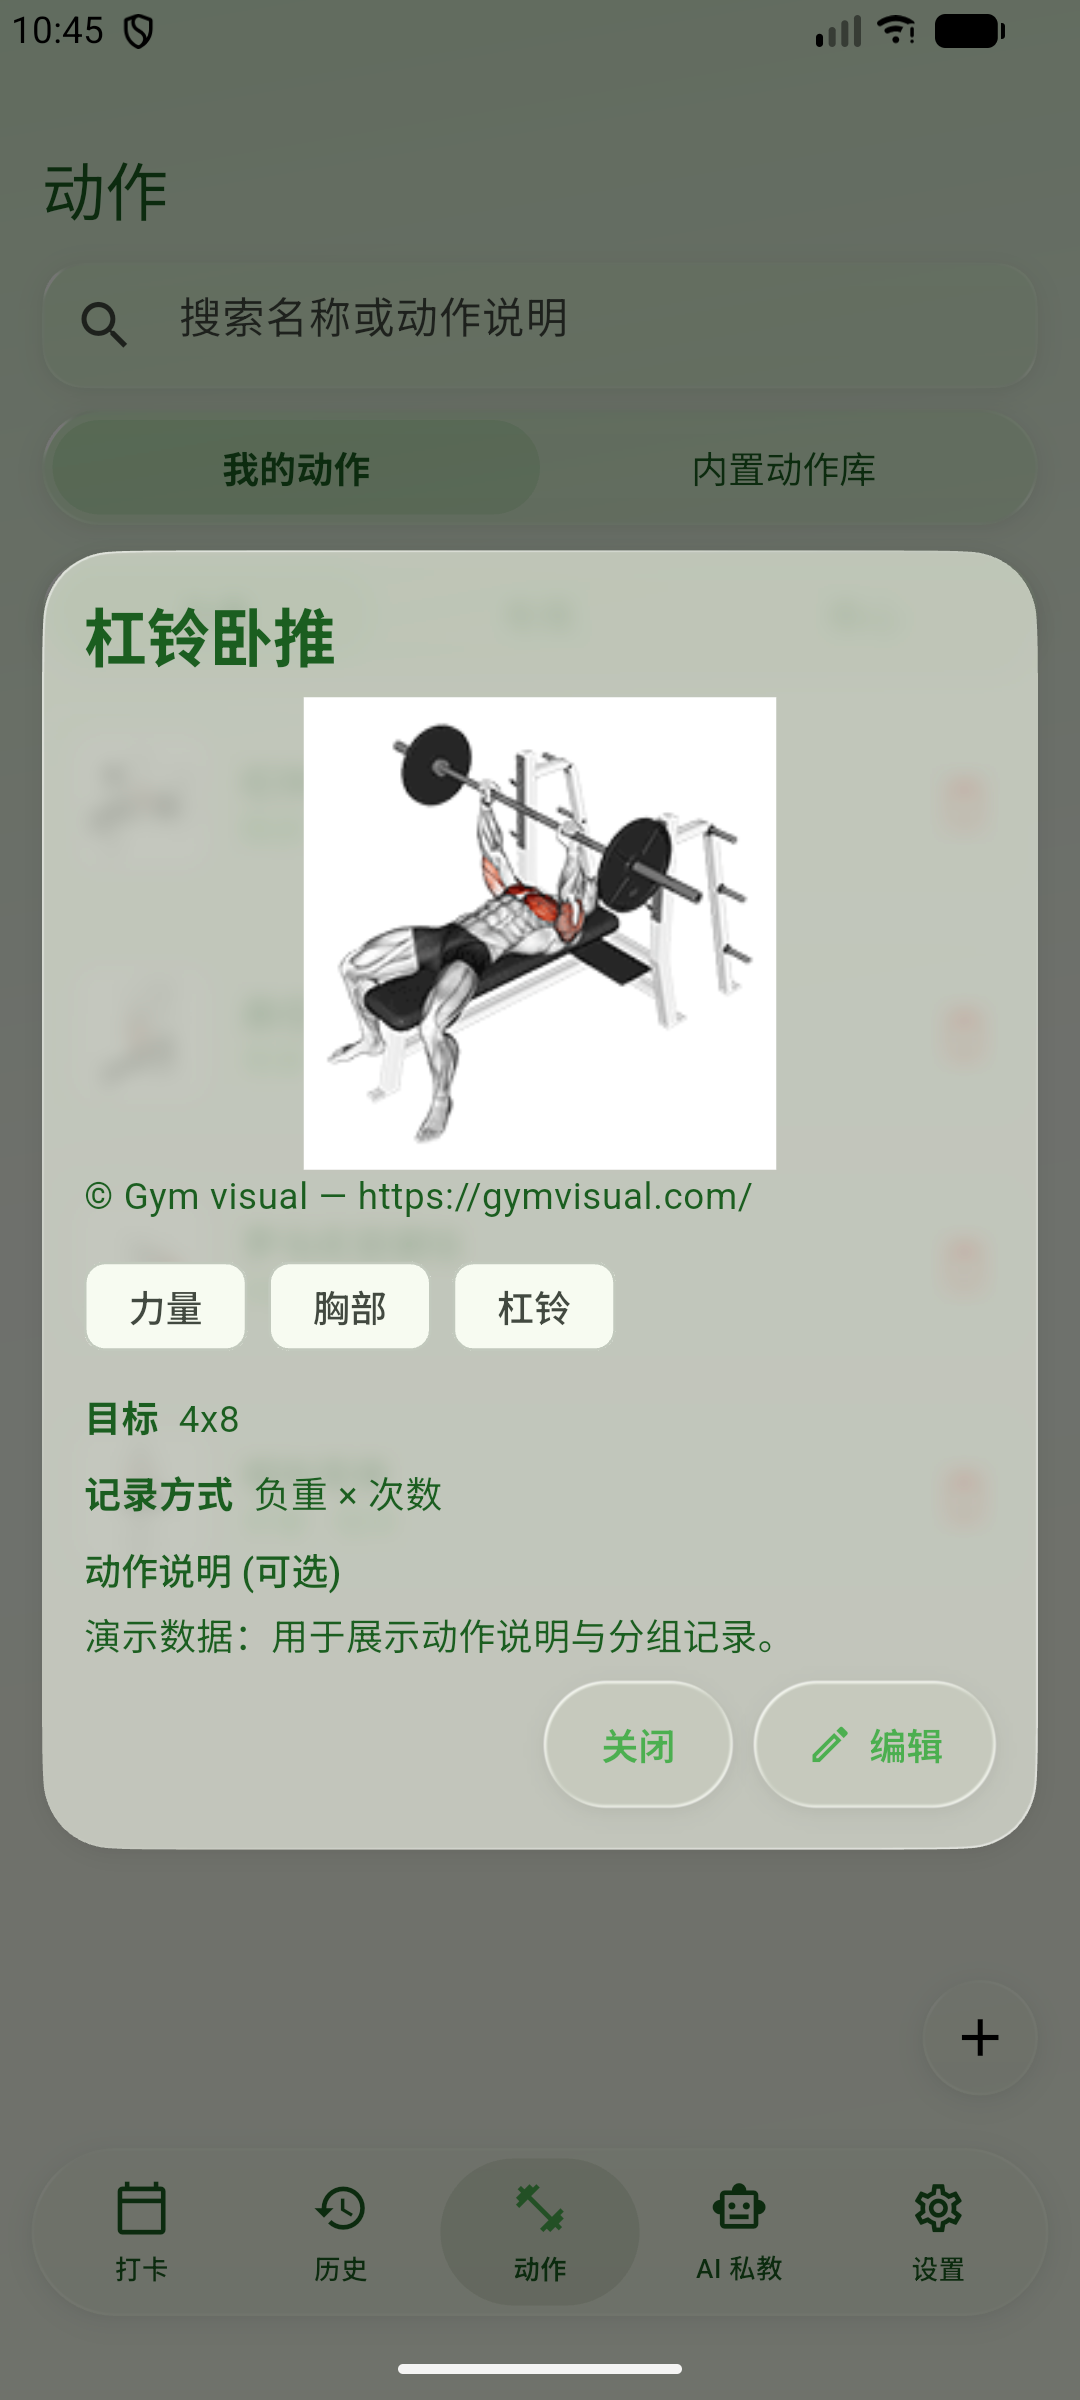 10:45
动作
搜索名称或动作说明
我的动作
内置动作库
杠铃卧推
© Gym visual — https://gymvisual.com/
力量
胸部
杠铃
目标 4x8
记录方式 负重 × 次数
动作说明 (可选)
演示数据：用于展示动作说明与分组记录。
关闭
编辑
打卡
历史
动作
AI 私教
设置